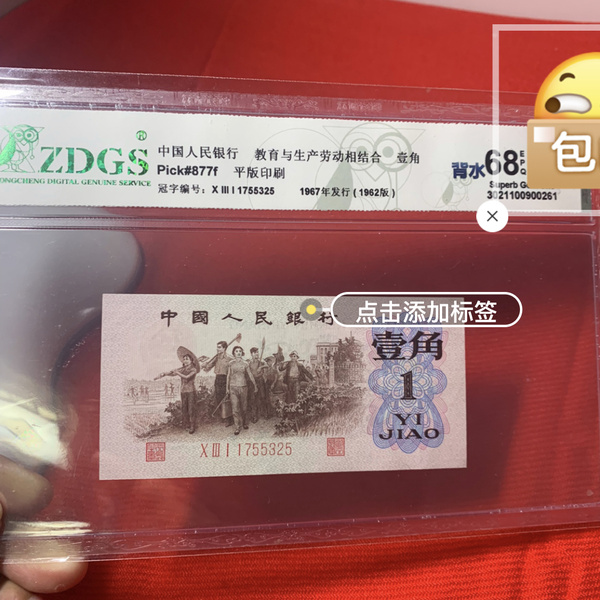 ZDGS
ZHONGCHENG DIGITAL GENUINE SERVICE
中国人民银行 教育与生产劳动相结合 壹角
Pick#877f 平版印刷
冠字编号：X III I 1755325 1967年发行(1962版)
背水 68
E
P
Q
Superb
3021100900261
包
点击添加标签
中國人民銀行
壹角
1
YI
JIAO
X III I 1755325